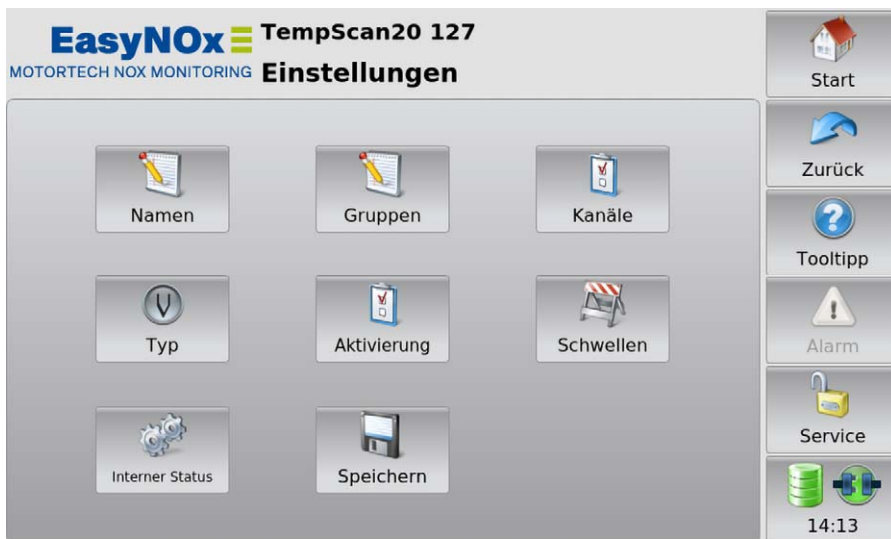 EasyNOx
MOTORTECH NOX MONITORING
TempScan20 127
Einstellungen
Namen
Gruppen
Kanäle
Typ
Aktivierung
Schwellen
Interner Status
Speichern
Start
Zurück
Tooltipp
Alarm
Service
14:13